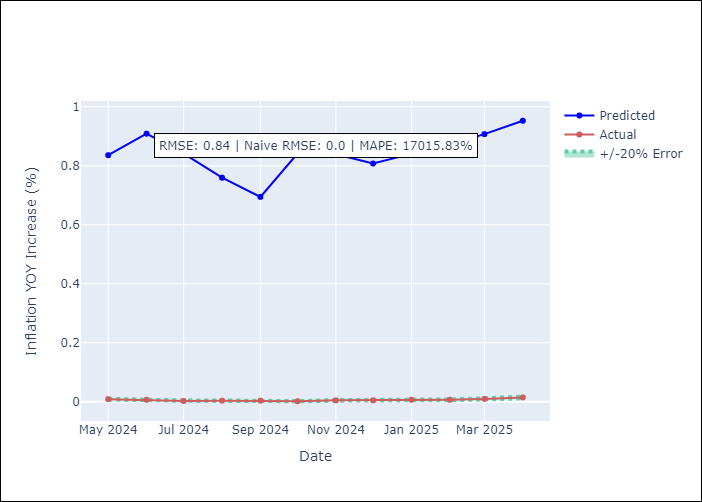 1
Predicted
Actual
+/-20% Error
RMSE: 0.84 | Naive RMSE: 0.0 | MAPE: 17015.83%
0.8
0.6
0.4
0.2
0
Inflation YOY Increase (%)
May 2024 Jul 2024 Sep 2024 Nov 2024 Jan 2025 Mar 2025
Date